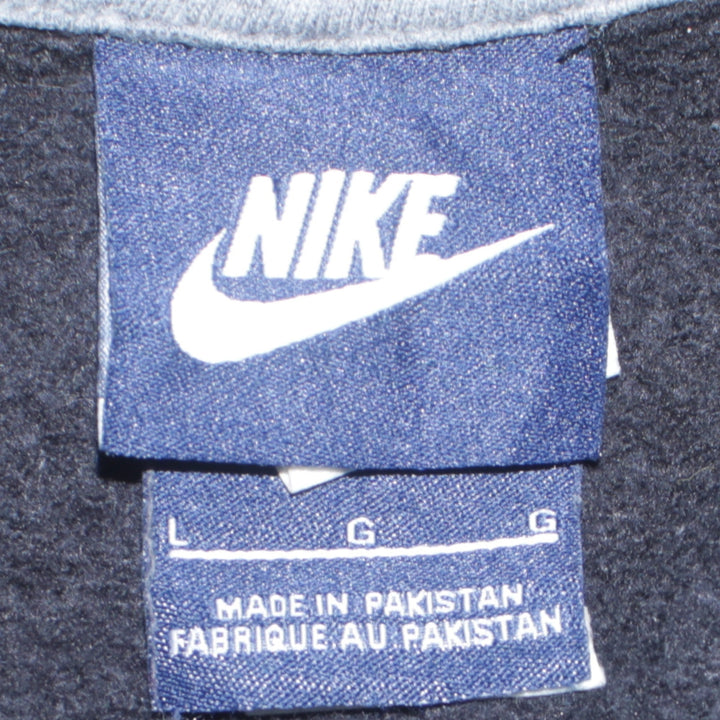 NIKE
L G G
MADE IN PAKISTAN
FABRIQUE AU PAKISTAN